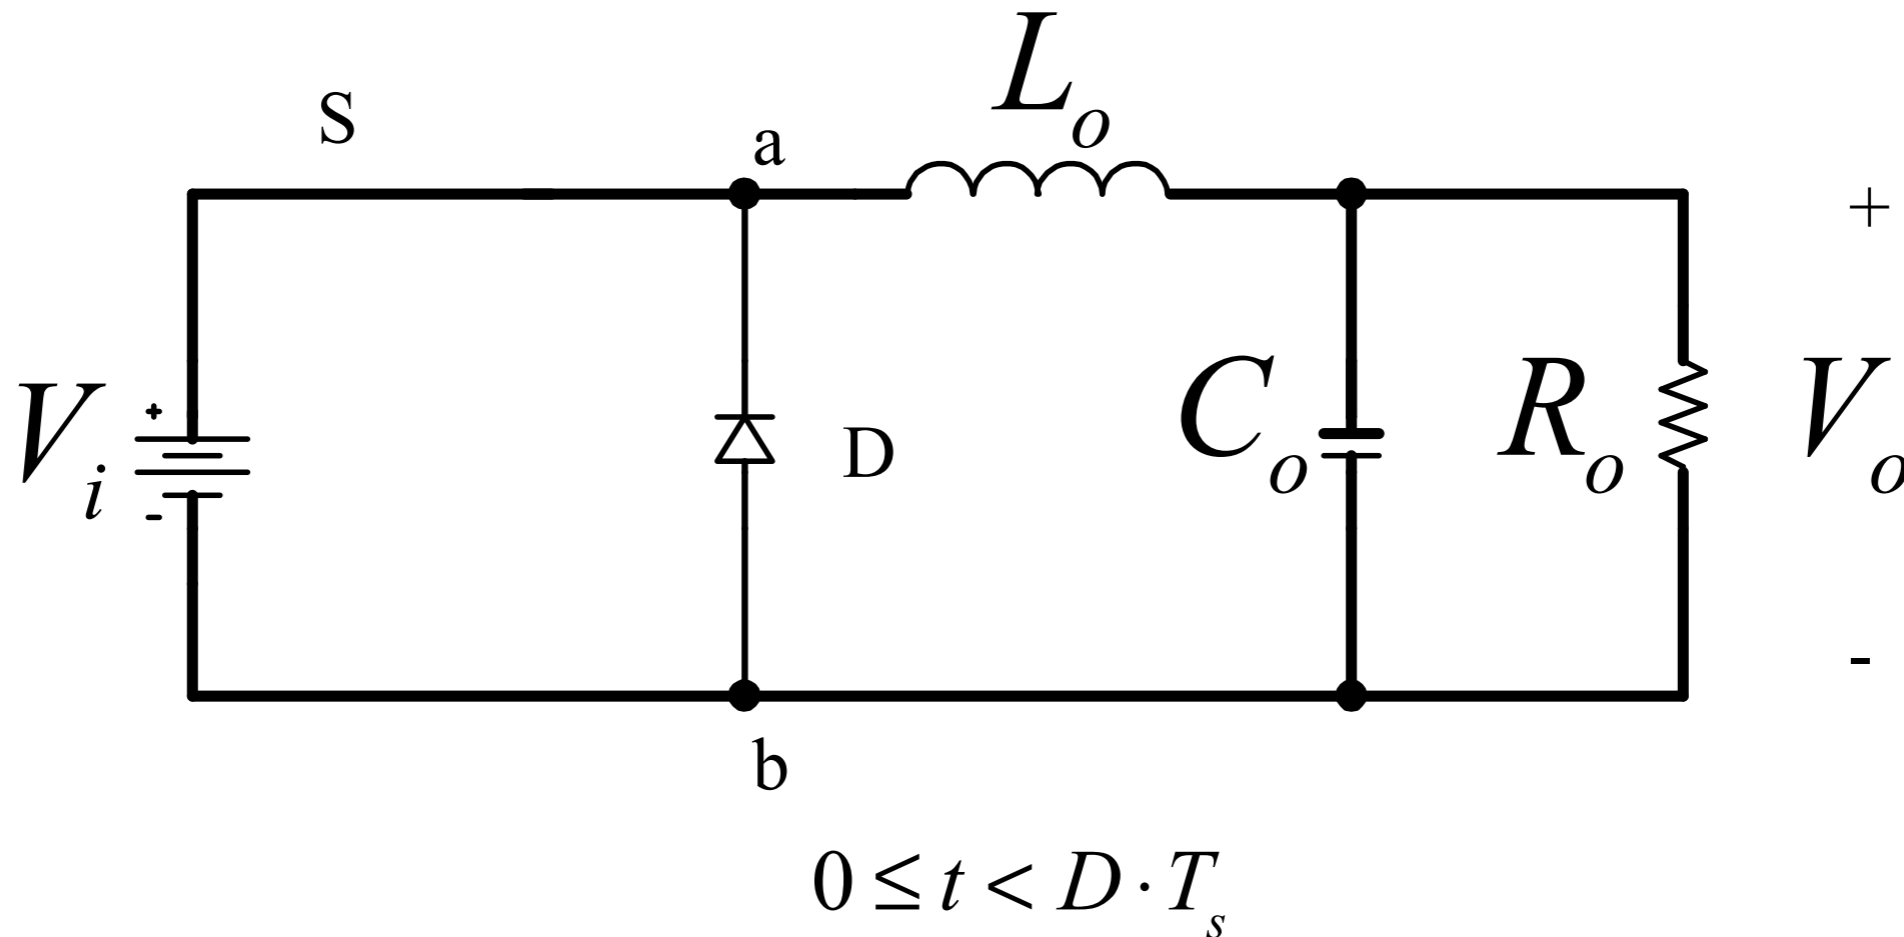 L_o
S
a
+
V_i
+
-
D
C_o
R_o
V_o
-
b
0 ≤ t < D · T_s